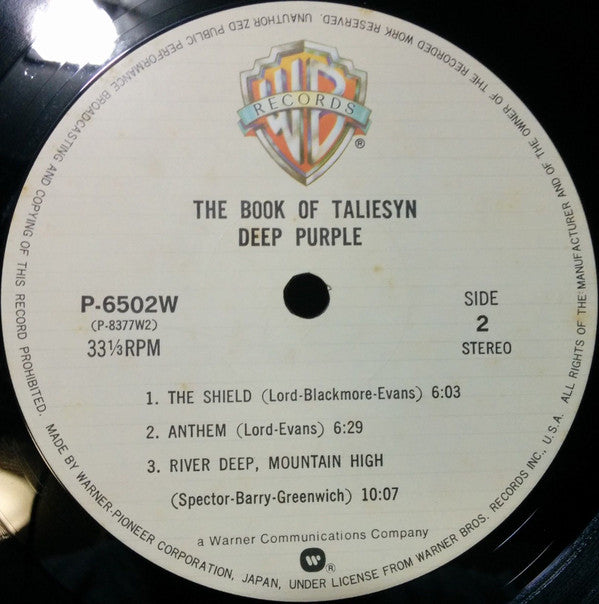 WB
RECORDS
®
THE BOOK OF TALIESYN
DEEP PURPLE
P-6502W
(P-8377W2)
33⅓RPM
SIDE
2
STEREO
1. THE SHIELD (Lord-Blackmore-Evans) 6:03
2. ANTHEM (Lord-Evans) 6:29
3. RIVER DEEP, MOUNTAIN HIGH
(Spector-Barry-Greenwich) 10:07
a Warner Communications Company
®
MADE BY WARNER-PIONEER CORPORATION, JAPAN, UNDER LICENSE FROM WARNER BROS. RECORDS INC., U.S.A. ALL RIGHTS OF THE MANUFACTURER AND OF THE OWNER OF THE RECORDED WORK RESERVED. UNAUTHORIZED PUBLIC PERFORMANCE BROADCASTING AND COPYING OF THIS RECORD PROHIBITED.